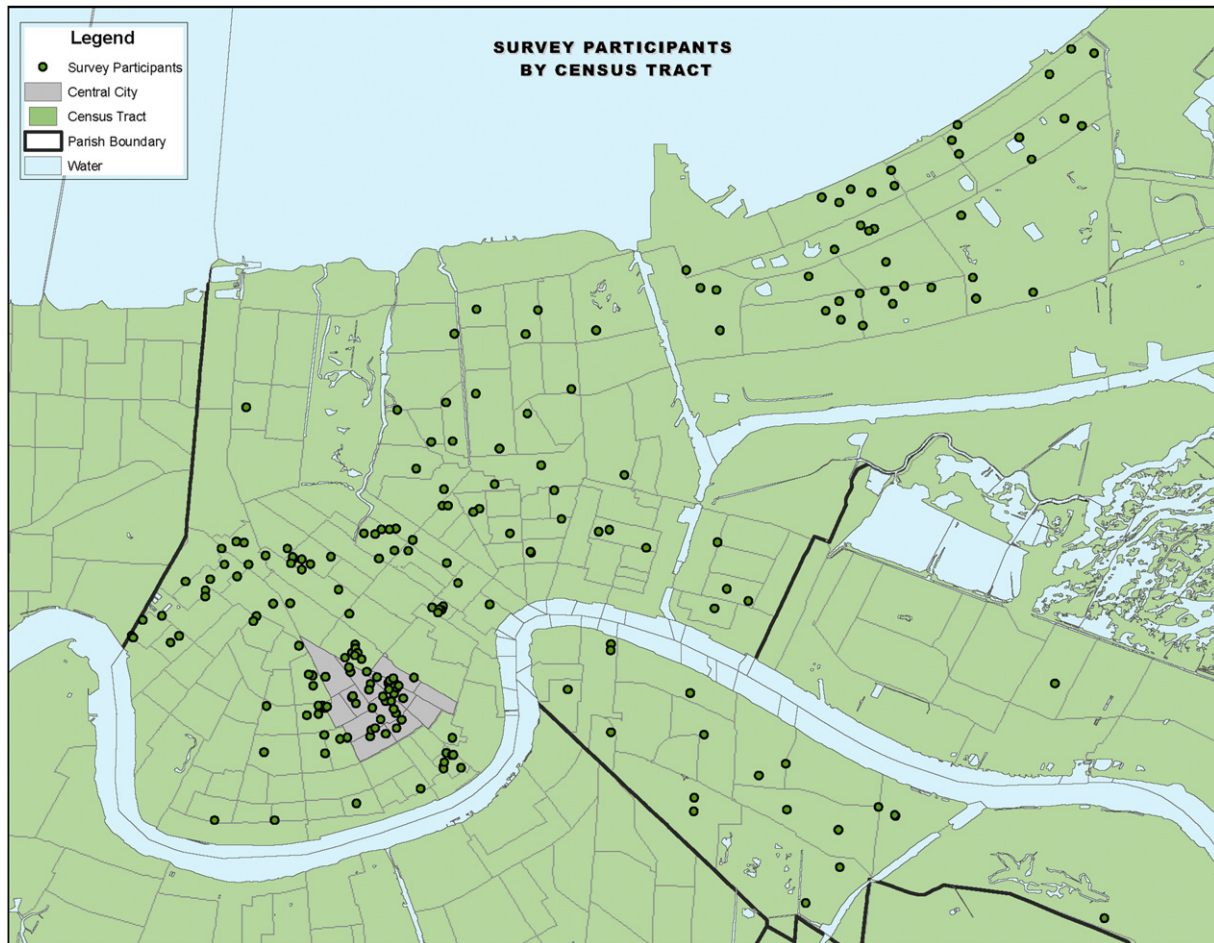 Legend
Survey Participants
Central City
Census Tract
Parish Boundary
Water
SURVEY PARTICIPANTS
BY CENSUS TRACT